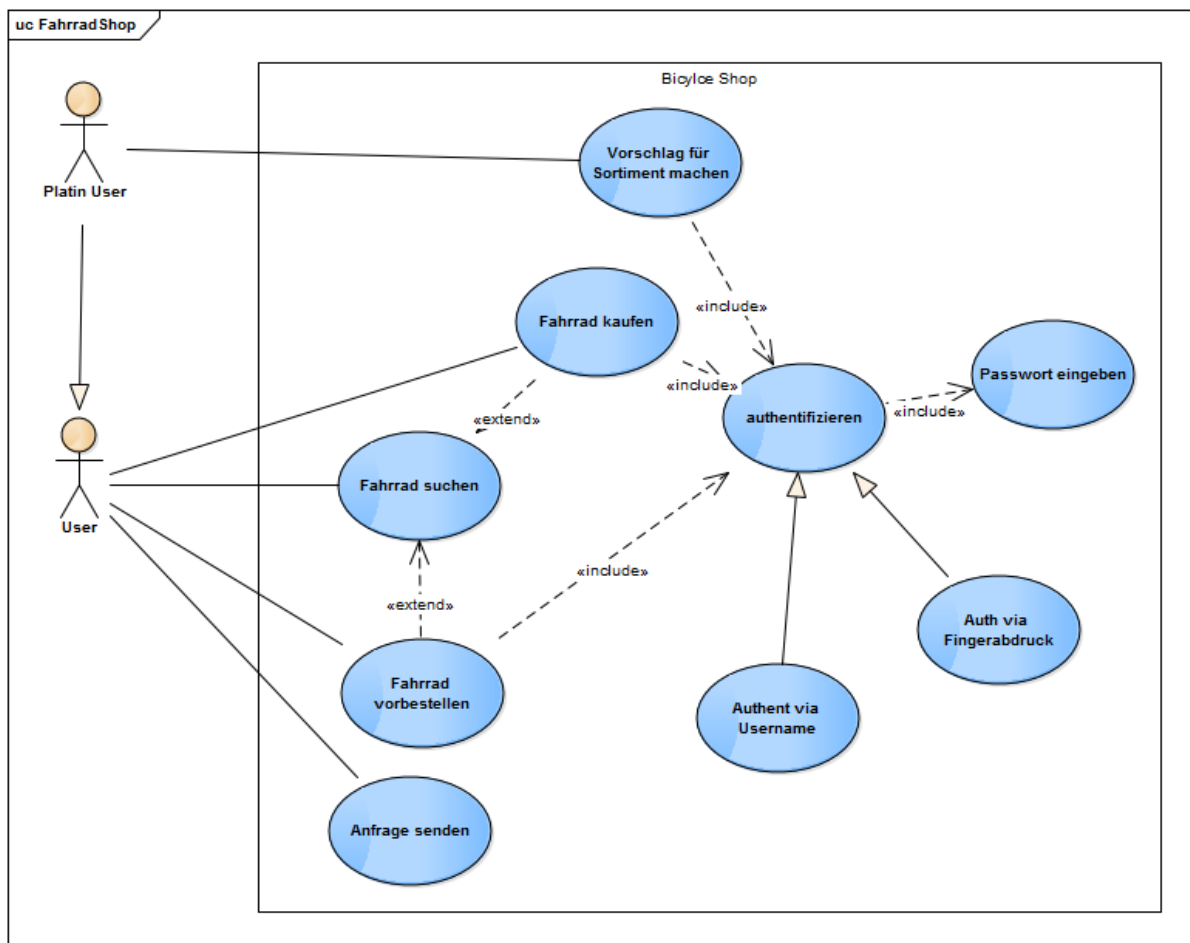 uc FahrradShop
Bicylce Shop
Platin User
Vorschlag für
Sortiment machen
«include»
Fahrrad kaufen
«include»
Passwort eingeben
«extend»
authentifizieren
«include»
User
Fahrrad suchen
«include»
«extend»
Auth via
Fingerabdruck
Fahrrad
vorbestellen
Authent via
Username
Anfrage senden